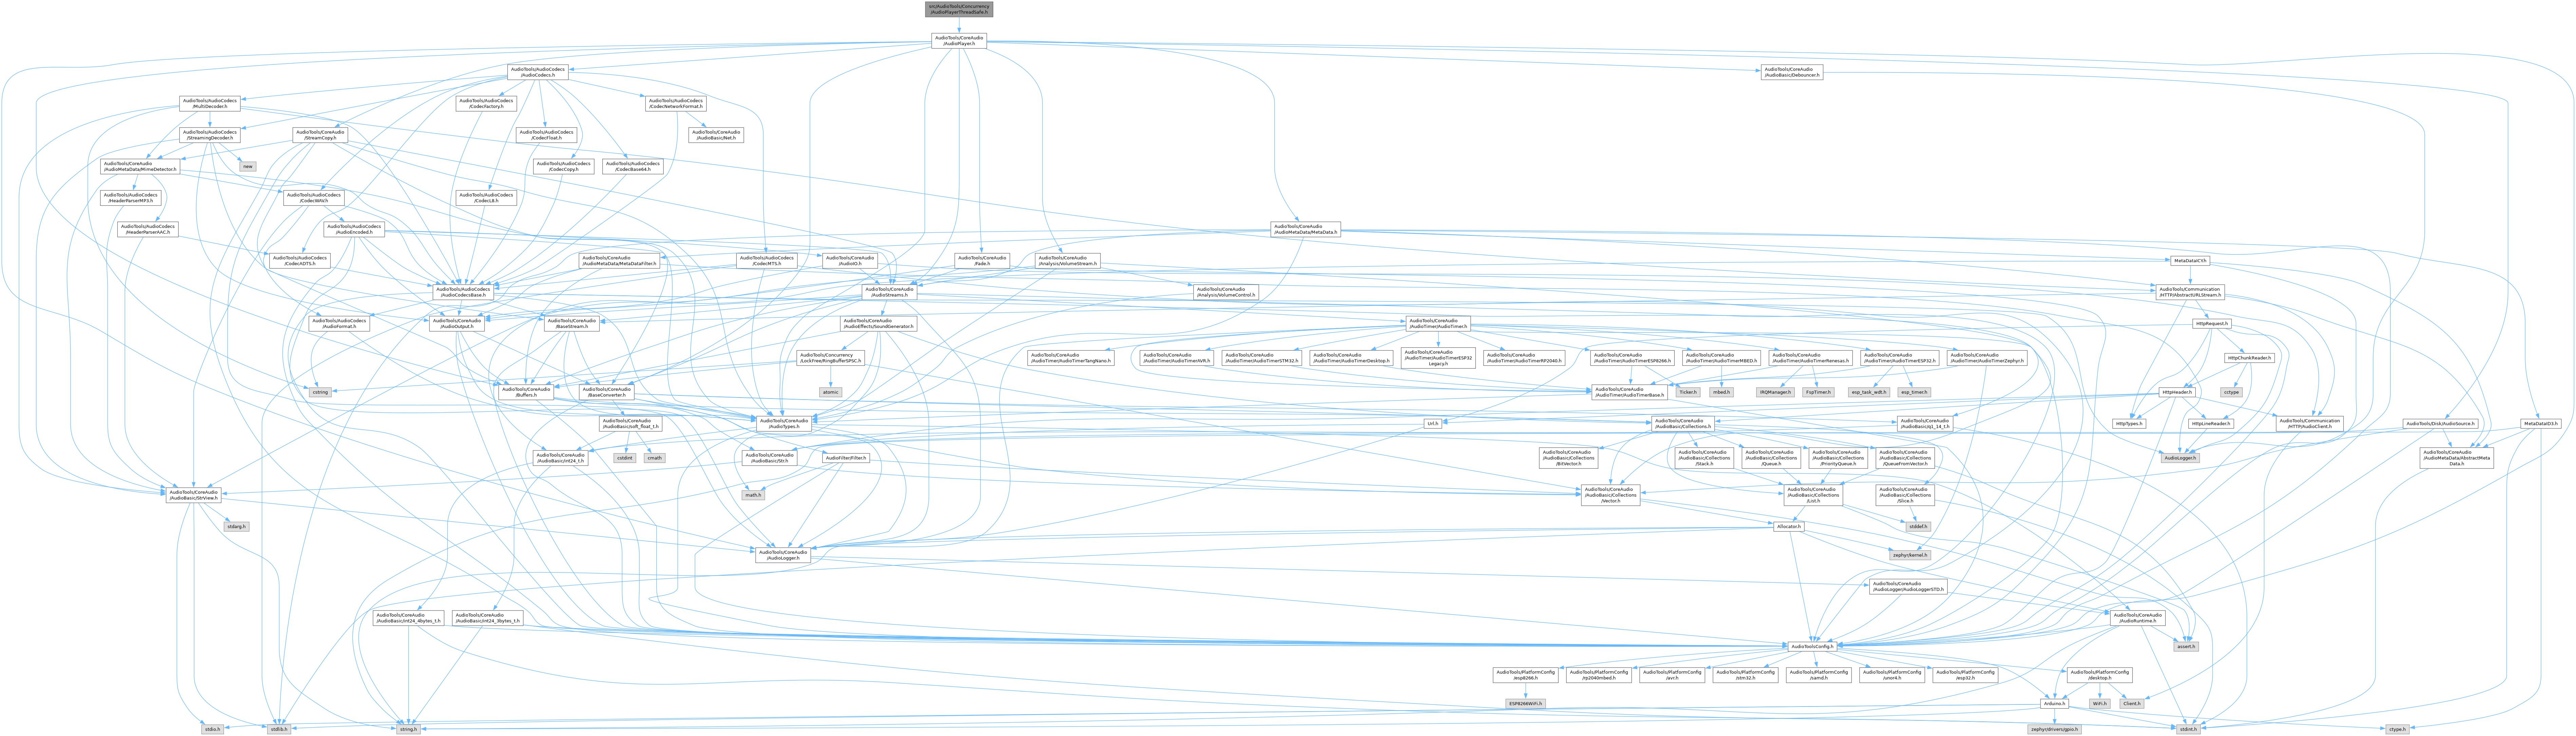 src/AudioTools/Concurrency
/AudioPlayerThreadSafe.h
AudioTools/CoreAudio
/AudioPlayer.h
AudioTools/AudioCodecs
/AudioCodecs.h
AudioTools/CoreAudio
/AudioBasic/Debouncer.h
AudioTools/AudioCodecs
/MultiDecoder.h
AudioTools/AudioCodecs
/CodecFactory.h
AudioTools/AudioCodecs
/CodecNetworkFormat.h
AudioTools/AudioCodecs
/StreamingDecoder.h
AudioTools/CoreAudio
/StreamCopy.h
AudioTools/AudioCodecs
/CodecFloat.h
AudioTools/CoreAudio
/AudioBasic/Net.h
AudioTools/CoreAudio
/AudioMetaData/MimeDetector.h
new
AudioTools/AudioCodecs
/CodecCopy.h
AudioTools/AudioCodecs
/CodecBase64.h
AudioTools/AudioCodecs
/HeaderParserMP3.h
AudioTools/AudioCodecs
/CodecWAV.h
AudioTools/AudioCodecs
/CodecL8.h
AudioTools/AudioCodecs
/HeaderParserAAC.h
AudioTools/AudioCodecs
/AudioEncoded.h
AudioTools/CoreAudio
/AudioMetaData/MetaData.h
AudioTools/AudioCodecs
/CodecADTS.h
AudioTools/CoreAudio
/AudioMetaData/MetaDataFilter.h
AudioTools/AudioCodecs
/CodecMTS.h
AudioTools/CoreAudio
/AudioIO.h
AudioTools/CoreAudio
/Fade.h
AudioTools/CoreAudio
/Analysis/VolumeStream.h
MetaDataICY.h
AudioTools/AudioCodecs
/AudioCodecsBase.h
AudioTools/CoreAudio
/AudioStreams.h
AudioTools/CoreAudio
/Analysis/VolumeControl.h
AudioTools/Communication
/HTTP/AbstractURLStream.h
AudioTools/AudioCodecs
/AudioFormat.h
AudioTools/CoreAudio
/AudioOutput.h
AudioTools/CoreAudio
/BaseStream.h
AudioTools/CoreAudio
/AudioEffects/SoundGenerator.h
AudioTools/CoreAudio
/AudioTimer/AudioTimer.h
HttpRequest.h
AudioTools/Concurrency
/LockFree/RingBufferSPSC.h
AudioTools/CoreAudio
/AudioTimer/AudioTimerTangNano.h
AudioTools/CoreAudio
/AudioTimer/AudioTimerAVR.h
AudioTools/CoreAudio
/AudioTimer/AudioTimerSTM32.h
AudioTools/CoreAudio
/AudioTimer/AudioTimerDesktop.h
AudioTools/CoreAudio
/AudioTimer/AudioTimerESP32
Legacy.h
AudioTools/CoreAudio
/AudioTimer/AudioTimerRP2040.h
AudioTools/CoreAudio
/AudioTimer/AudioTimerESP8266.h
AudioTools/CoreAudio
/AudioTimer/AudioTimerMBED.h
AudioTools/CoreAudio
/AudioTimer/AudioTimerRenesas.h
AudioTools/CoreAudio
/AudioTimer/AudioTimerESP32.h
AudioTools/CoreAudio
/AudioTimer/AudioTimerZephyr.h
HttpChunkReader.h
cstring
AudioTools/CoreAudio
/Buffers.h
AudioTools/CoreAudio
/BaseConverter.h
atomic
AudioTools/CoreAudio
/AudioTimer/AudioTimerBase.h
Ticker.h
mbed.h
IRQManager.h
FspTimer.h
esp_task_wdt.h
esp_timer.h
HttpHeader.h
cctype
AudioTools/CoreAudio
/AudioBasic/soft_float_t.h
AudioTools/CoreAudio
/AudioTypes.h
Url.h
AudioTools/CoreAudio
/AudioBasic/Collections.h
AudioTools/CoreAudio
/AudioBasic/q1_14_t.h
HttpTypes.h
HttpLineReader.h
AudioTools/Communication
/HTTP/AudioClient.h
AudioTools/Disk/AudioSource.h
MetaDataID3.h
AudioTools/CoreAudio
/AudioBasic/Int24_t.h
cstdint
cmath
AudioTools/CoreAudio
/AudioBasic/Str.h
AudioFilter/Filter.h
AudioTools/CoreAudio
/AudioBasic/Collections
/BitVector.h
AudioTools/CoreAudio
/AudioBasic/Collections
/Stack.h
AudioTools/CoreAudio
/AudioBasic/Collections
/Queue.h
AudioTools/CoreAudio
/AudioBasic/Collections
/PriorityQueue.h
AudioTools/CoreAudio
/AudioBasic/Collections
/QueueFromVector.h
AudioLogger.h
AudioTools/CoreAudio
/AudioMetaData/AbstractMeta
Data.h
AudioTools/CoreAudio
/AudioBasic/StrView.h
math.h
AudioTools/CoreAudio
/AudioBasic/Collections
/Vector.h
AudioTools/CoreAudio
/AudioBasic/Collections
/List.h
AudioTools/CoreAudio
/AudioBasic/Collections
/Slice.h
stdarg.h
Allocator.h
stddef.h
AudioTools/CoreAudio
/AudioLogger.h
zephyr/kernel.h
AudioTools/CoreAudio
/AudioLogger/AudioLoggerSTD.h
AudioTools/CoreAudio
/AudioBasic/Int24_4bytes_t.h
AudioTools/CoreAudio
/AudioBasic/Int24_3bytes_t.h
AudioTools/CoreAudio
/AudioRuntime.h
AudioToolsConfig.h
assert.h
AudioTools/PlatformConfig
/esp8266.h
AudioTools/PlatformConfig
/rp2040mbed.h
AudioTools/PlatformConfig
/avr.h
AudioTools/PlatformConfig
/stm32.h
AudioTools/PlatformConfig
/samd.h
AudioTools/PlatformConfig
/unor4.h
AudioTools/PlatformConfig
/esp32.h
AudioTools/PlatformConfig
/desktop.h
ESP8266WiFi.h
Arduino.h
WiFi.h
Client.h
stdio.h
stdlib.h
string.h
zephyr/drivers/gpio.h
stdint.h
ctype.h